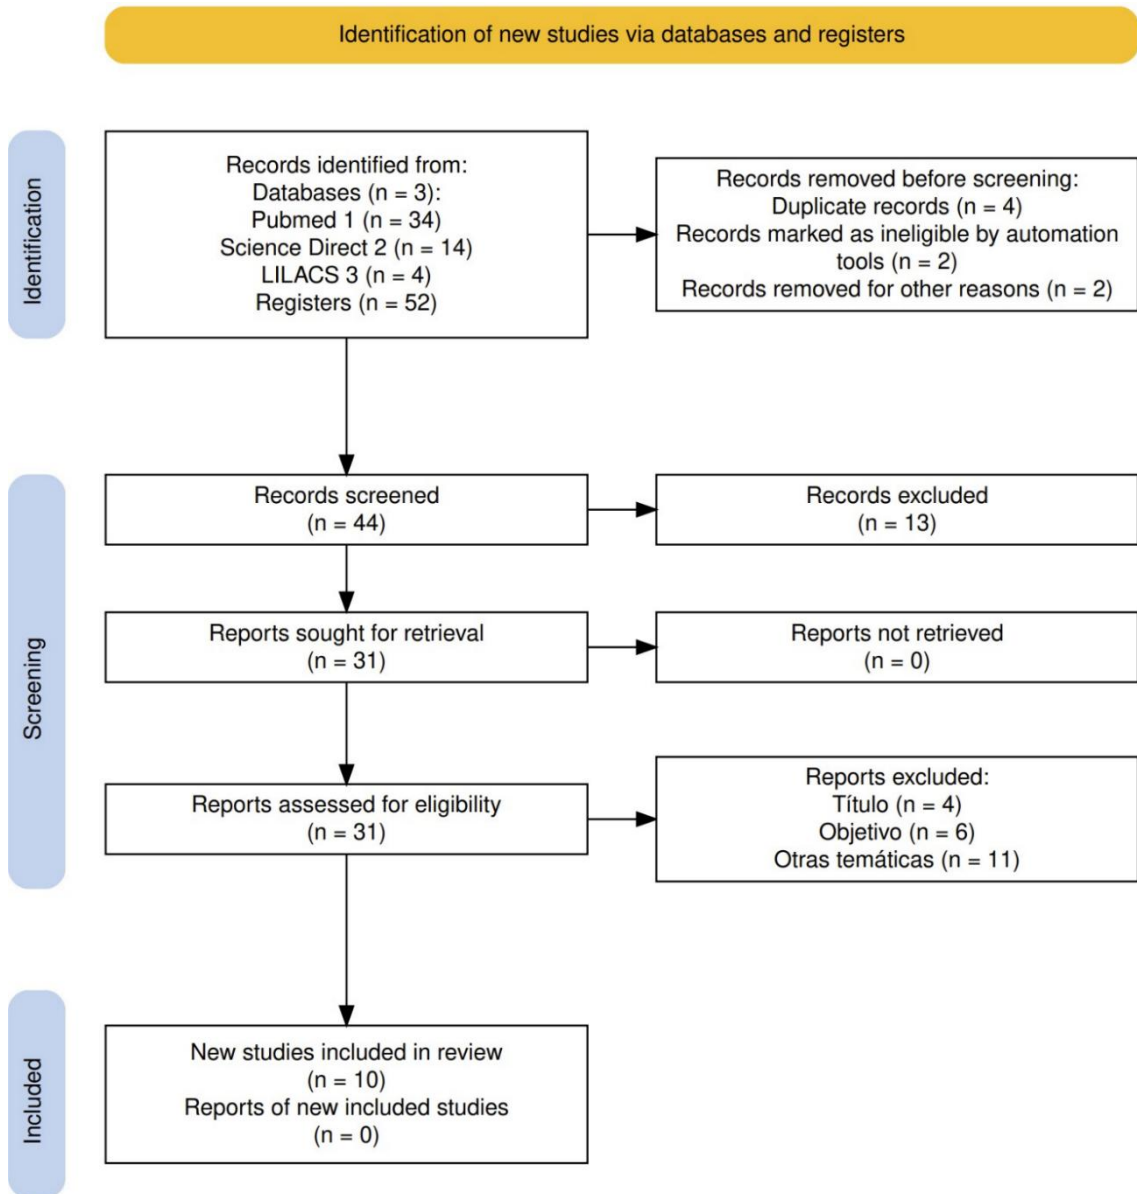 Identification of new studies via databases and registers
Identification
Records identified from:
Databases (n = 3):
Pubmed 1 (n = 34)
Science Direct 2 (n = 14)
LILACS 3 (n = 4)
Registers (n = 52)
Records removed before screening:
Duplicate records (n = 4)
Records marked as ineligible by automation
tools (n = 2)
Records removed for other reasons (n = 2)
Screening
Records screened
(n = 44)
Records excluded
(n = 13)
Reports sought for retrieval
(n = 31)
Reports not retrieved
(n = 0)
Reports assessed for eligibility
(n = 31)
Reports excluded:
Título (n = 4)
Objetivo (n = 6)
Otras temáticas (n = 11)
Included
New studies included in review
(n = 10)
Reports of new included studies
(n = 0)